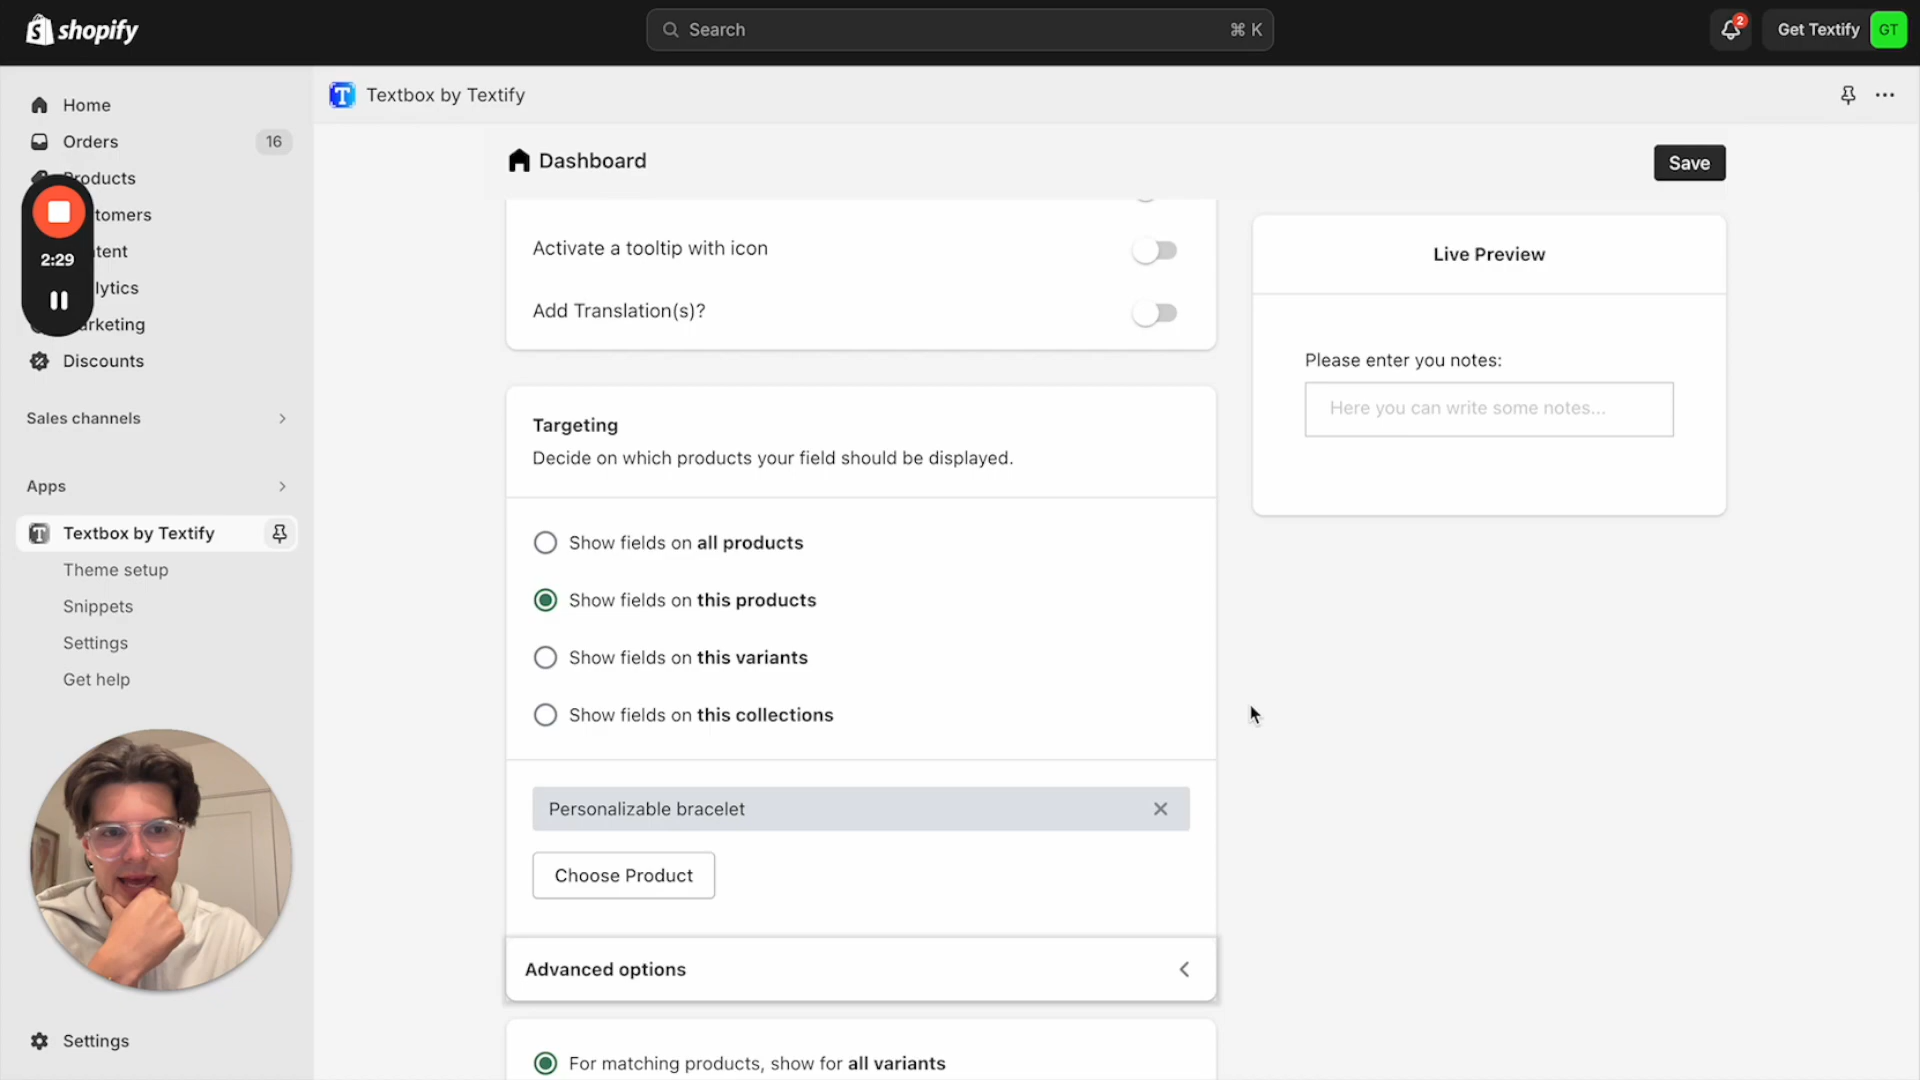 shopify
Search
⌘ K
2
Get Textify
GT
Home
Textbox by Textify
Orders
16
Dashboard
Save
roducts
tomers
Activate a tooltip with icon
Live Preview
2:29
tent
lytics
Add Translation(s)?
arketing
Discounts
Please enter you notes:
Here you can write some notes...
Sales channels
Targeting
Decide on which products your field should be displayed.
Apps
Textbox by Textify
Show fields on all products
Theme setup
Snippets
Show fields on this products
Settings
Show fields on this variants
Get help
Show fields on this collections
Personalizable bracelet
Choose Product
Advanced options
Settings
For matching products, show for all variants